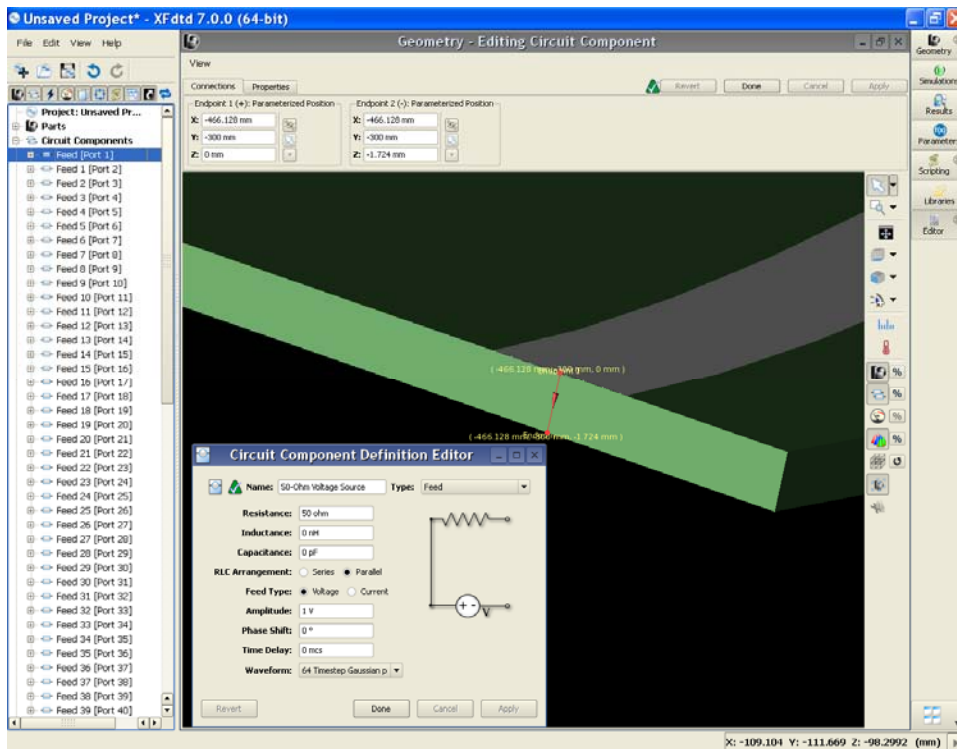 Unsaved Project* - XFdtd 7.0.0 (64-bit)
File Edit View Help
Geometry - Editing Circuit Component
View
Connections Properties
Revert Done Cancel Apply
Endpoint 1 (+): Parameterized Position
X: -466.128 mm
Y: -300 mm
Z: 0 mm
Endpoint 2 (-): Parameterized Position
X: -466.128 mm
Y: -300 mm
Z: -1.724 mm
Project: Unsaved Pr...
Parts
Circuit Components
Feed [Port 1]
Feed 1 [Port 2]
Feed 2 [Port 3]
Feed 3 [Port 4]
Feed 4 [Port 5]
Feed 5 [Port 6]
Feed 6 [Port 7]
Feed 7 [Port 8]
Feed 8 [Port 9]
Feed 9 [Port 10]
Feed 10 [Port 11]
Feed 11 [Port 12]
Feed 12 [Port 13]
Feed 13 [Port 14]
Feed 14 [Port 15]
Feed 15 [Port 16]
Feed 16 [Port 17]
Feed 17 [Port 18]
Feed 18 [Port 19]
Feed 19 [Port 20]
Feed 20 [Port 21]
Feed 21 [Port 22]
Feed 22 [Port 23]
Feed 23 [Port 24]
Feed 24 [Port 25]
Feed 25 [Port 26]
Feed 26 [Port 27]
Feed 27 [Port 28]
Feed 28 [Port 29]
Feed 29 [Port 30]
Feed 30 [Port 31]
Feed 31 [Port 32]
Feed 32 [Port 33]
Feed 33 [Port 34]
Feed 34 [Port 35]
Feed 35 [Port 36]
Feed 36 [Port 37]
Feed 37 [Port 38]
Feed 38 [Port 39]
Feed 39 [Port 40]
( -466.128 mm, -300 mm, 0 mm )
( -466.128 mm, mm, -1.724 mm )
Circuit Component Definition Editor
Name: 50-Ohm Voltage Source Type: Feed
Resistance: 50 ohm
Inductance: 0 nH
Capacitance: 0 pF
RLC Arrangement: Series Parallel
Feed Type: Voltage Current
Amplitude: 1 V
Phase Shift: 0 °
Time Delay: 0 mcs
Waveform: 64 Timestep Gaussian p
+ - V
Revert Done Cancel Apply
Geometry
Simulations
Results
f(x)
Parameters
Scripting
Libraries
Editor
%
%
%
%
X: -109.104 Y: -111.669 Z: -98.2992 (mm)